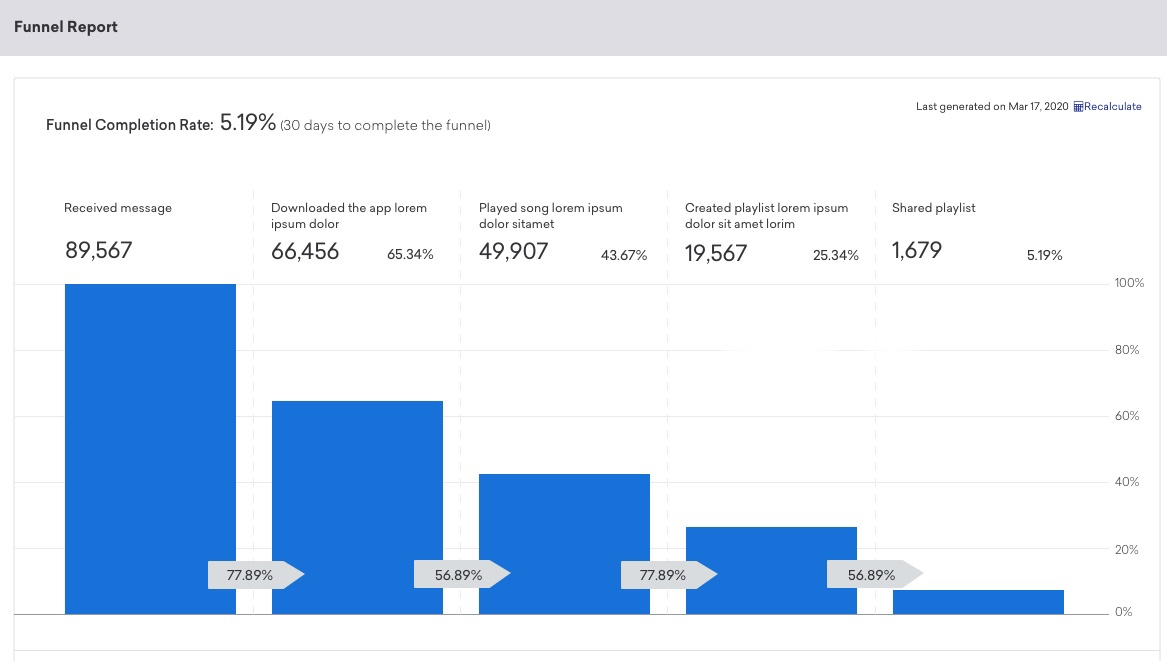 Funnel Report
Last generated on Mar 17, 2020 Recalculate
Funnel Completion Rate: 5.19% (30 days to complete the funnel)
Received message
89,567
Downloaded the app lorem
ipsum dolor
66,456 65.34%
Played song lorem ipsum
dolor sitamet
49,907 43.67%
Created playlist lorem ipsum
dolor sit amet lorim
19,567 25.34%
Shared playlist
1,679 5.19%
100%
80%
60%
40%
20%
0%
77.89%
56.89%
77.89%
56.89%